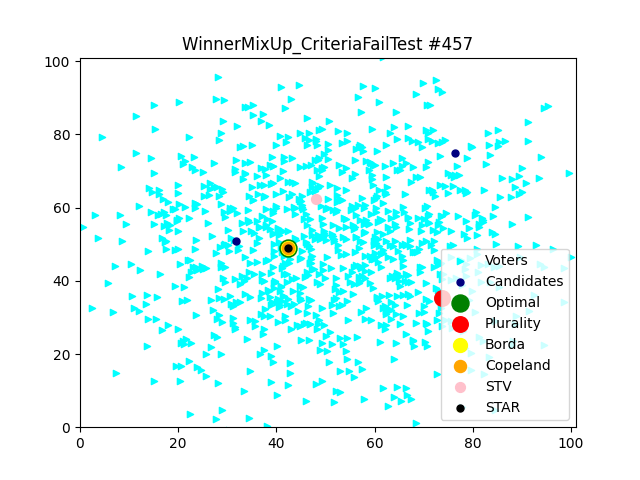 WinnerMixUp_CriteriaFailTest #457
100
80
60
40
20
0
0 20 40 60 80 100
Voters
Candidates
Optimal
Plurality
Borda
Copeland
STV
STAR